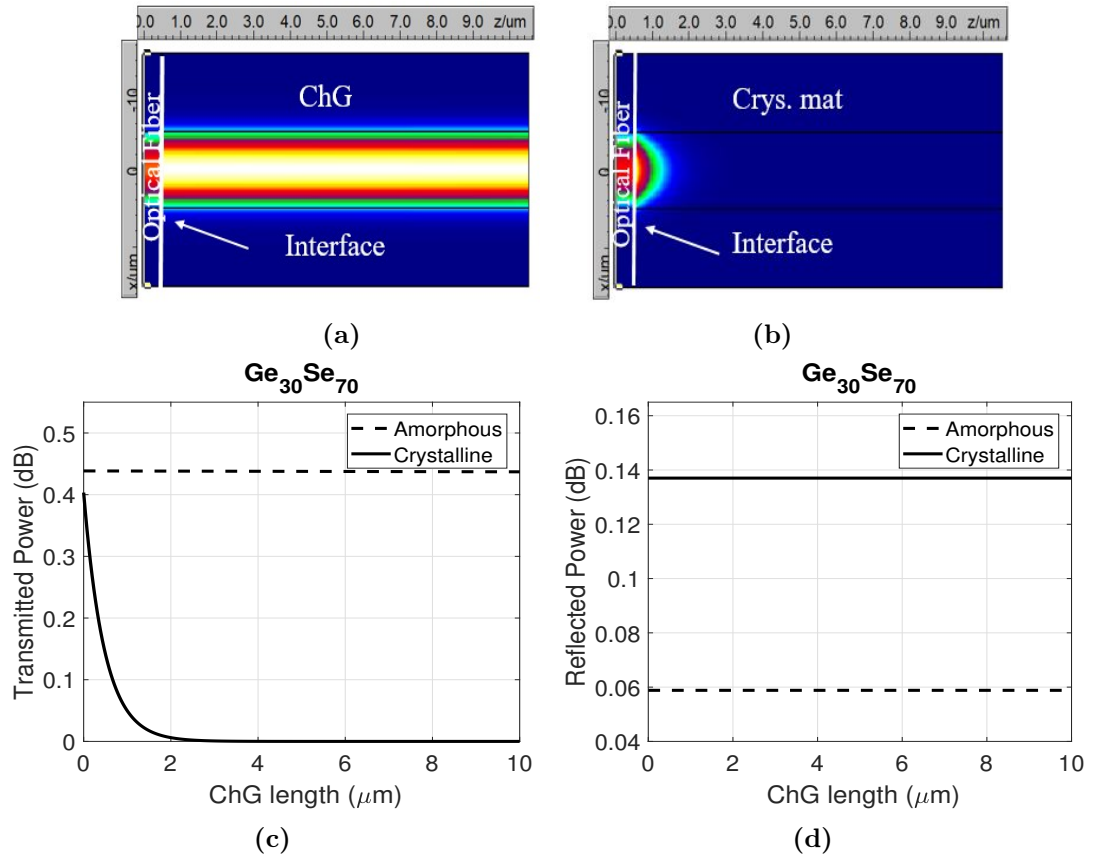 0.0 1.0 2.0 3.0 4.0 5.0 6.0 7.0 8.0 9.0 z/um
-10
0
x/um
Optical Fiber
ChG
Interface
(a)
0.0 1.0 2.0 3.0 4.0 5.0 6.0 7.0 8.0 9.0 z/um
-10
0
x/um
Optical Fiber
Crys. mat
Interface
(b)
Ge30Se70
Transmitted Power (dB)
0.5
0.4
0.3
0.2
0.1
0
Amorphous
Crystalline
0 2 4 6 8 10
ChG length (μm)
(c)
Ge30Se70
Reflected Power (dB)
0.16
0.14
0.12
0.1
0.08
0.06
0.04
Amorphous
Crystalline
0 2 4 6 8 10
ChG length (μm)
(d)